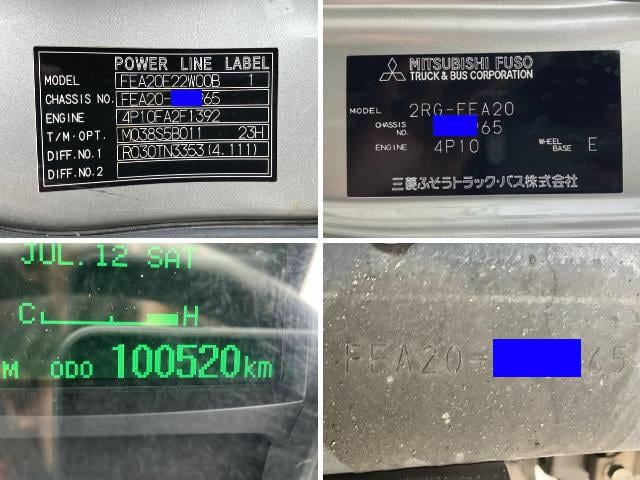 POWER LINE LABEL
MODEL FEA20E22W00B 1
CHASSIS NO. FEA20- 65
ENGINE 4P10FA2F1392
T/M.OPT. M038S5B011 23H
DIFF.NO.1 R030TN3353(4.111)
DIFF.NO.2
MITSUBISHI FUSO
TRUCK & BUS CORPORATION
MODEL 2RG-FEA20
CHASSIS NO. 65
ENGINE 4P10 WHEEL BASE E
三菱ふそうトラック・バス株式会社
JUL. 12 SAT
C H
M ODO 100520km
FEA20- 65